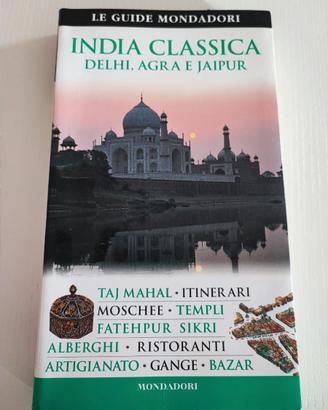 LE GUIDE MONDADORI
INDIA CLASSICA
DELHI, AGRA E JAIPUR
TAJ MAHAL • ITINERARI
MOSCHEE • TEMPLI
FATEHPUR SIKRI
ALBERGHI • RISTORANTI
ARTIGIANATO • GANGE • BAZAR
MONDADORI